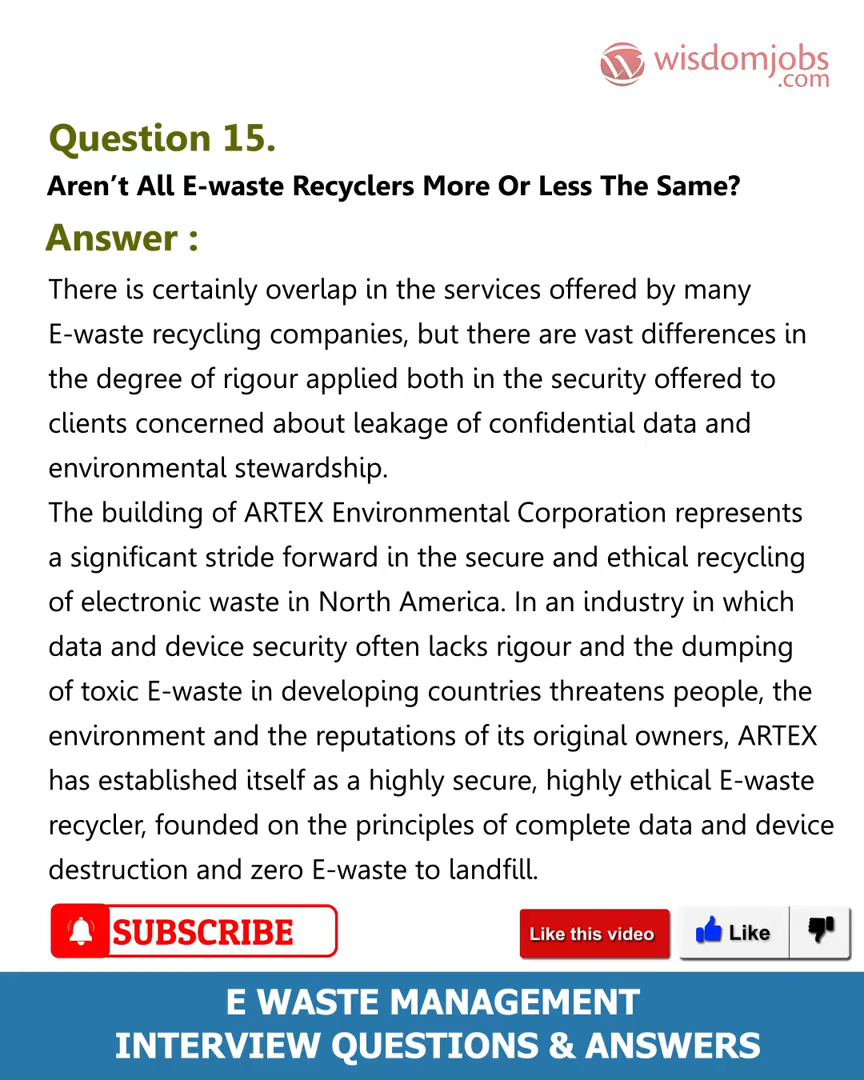 wisdomjobs
.com
Question 15.
Aren’t All E-waste Recyclers More Or Less The Same?
Answer :
There is certainly overlap in the services offered by many
E-waste recycling companies, but there are vast differences in
the degree of rigour applied both in the security offered to
clients concerned about leakage of confidential data and
environmental stewardship.
The building of ARTEX Environmental Corporation represents
a significant stride forward in the secure and ethical recycling
of electronic waste in North America. In an industry in which
data and device security often lacks rigour and the dumping
of toxic E-waste in developing countries threatens people, the
environment and the reputations of its original owners, ARTEX
has established itself as a highly secure, highly ethical E-waste
recycler, founded on the principles of complete data and device
destruction and zero E-waste to landfill.
SUBSCRIBE
Like this video
Like
E WASTE MANAGEMENT
INTERVIEW QUESTIONS & ANSWERS